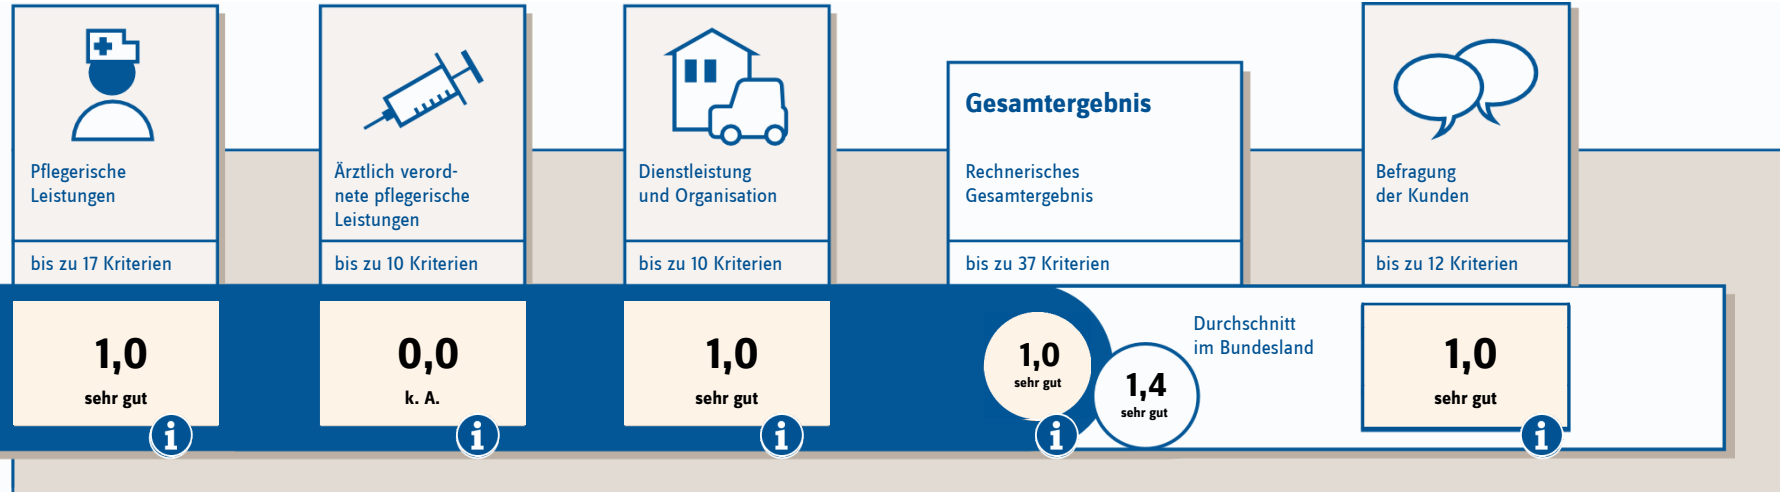 Pflegerische
Leistungen
bis zu 17 Kriterien
1,0
sehr gut
i
Ärztlich verord-
nete pflegerische
Leistungen
bis zu 10 Kriterien
0,0
k. A.
i
Dienstleistung
und Organisation
bis zu 10 Kriterien
1,0
sehr gut
i
Gesamtergebnis
Rechnerisches
Gesamtergebnis
bis zu 37 Kriterien
1,0
sehr gut
i
Durchschnitt
im Bundesland
1,4
sehr gut
Befragung
der Kunden
bis zu 12 Kriterien
1,0
sehr gut
i